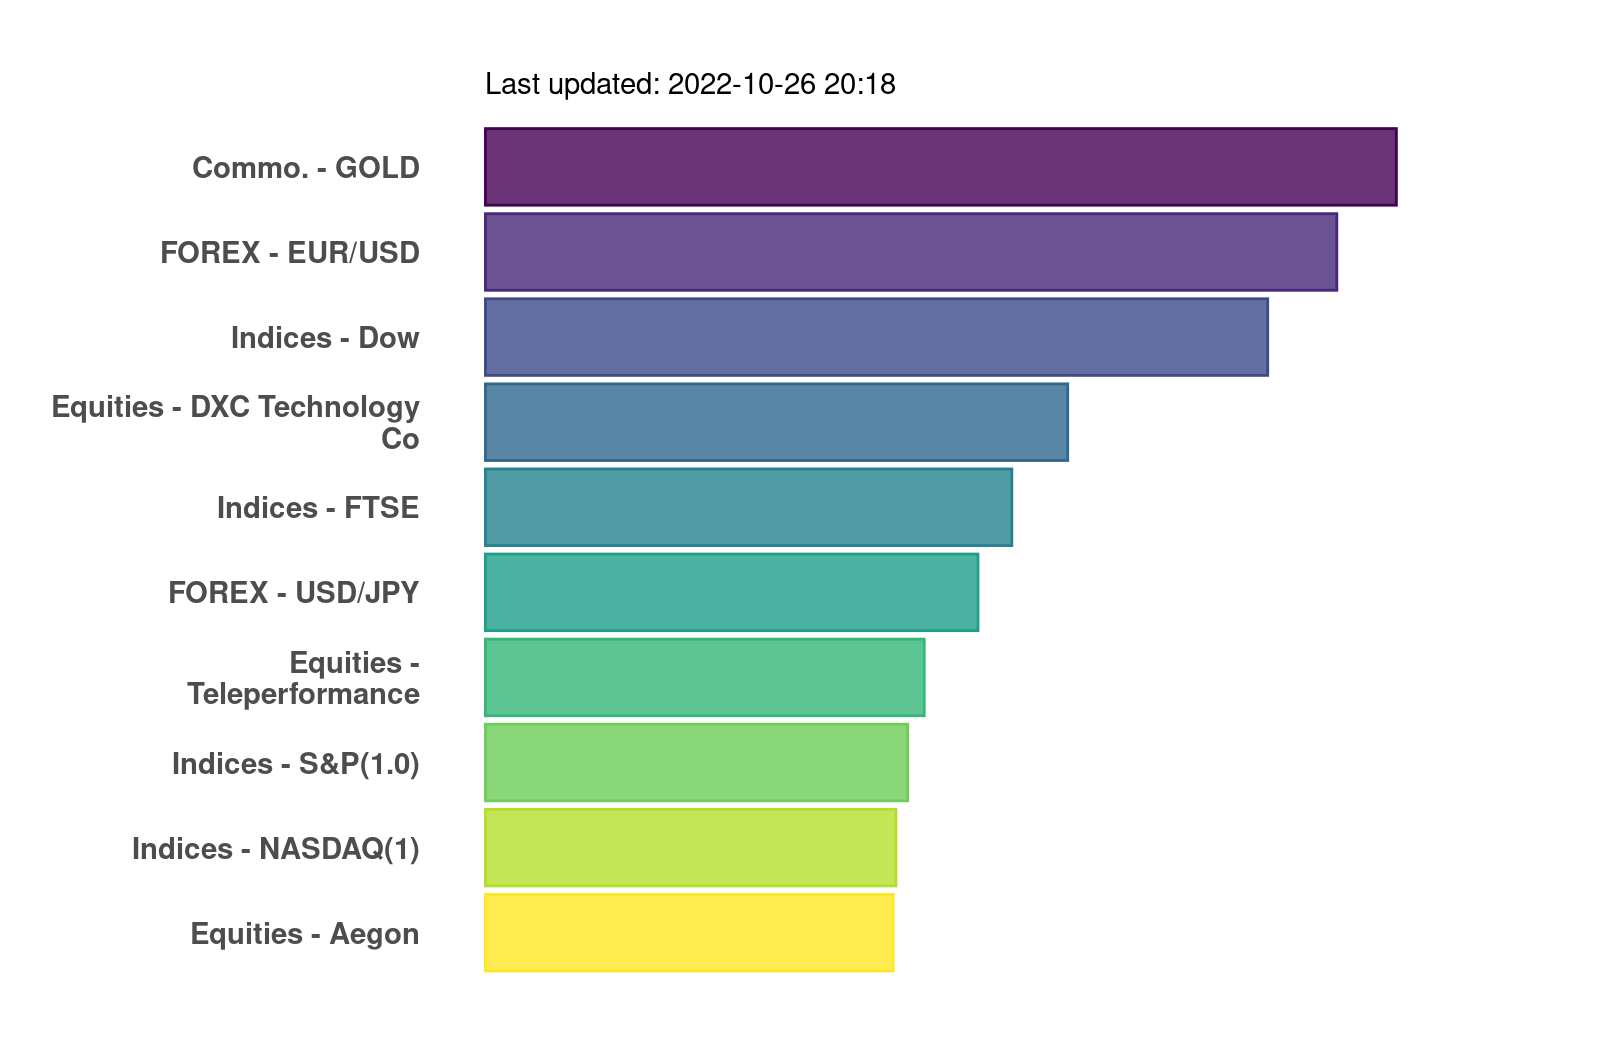 Last updated: 2022-10-26 20:18
Commo. - GOLD
FOREX - EUR/USD
Indices - Dow
Equities - DXC Technology
Co
Indices - FTSE
FOREX - USD/JPY
Equities -
Teleperformance
Indices - S&P(1.0)
Indices - NASDAQ(1)
Equities - Aegon